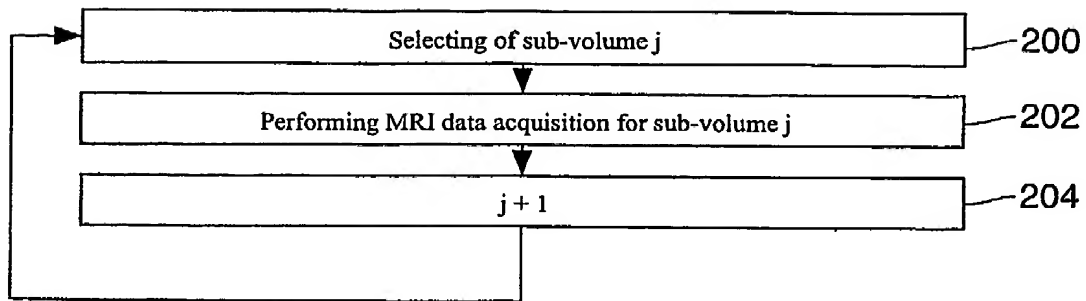 Selecting of sub-volume j
200
Performing MRI data acquisition for sub-volume j
202
j + 1
204